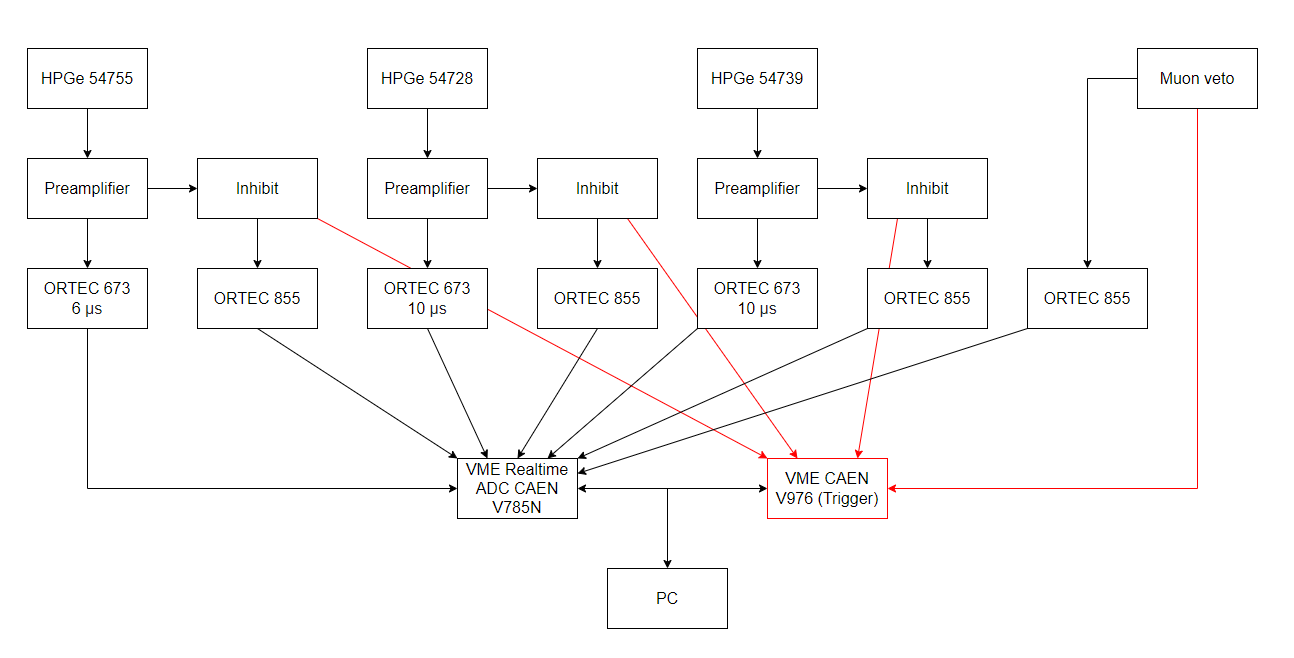 HPGe 54755
HPGe 54728
HPGe 54739
Muon veto
Preamplifier
Inhibit
Preamplifier
Inhibit
Preamplifier
Inhibit
ORTEC 673
6 μs
ORTEC 855
ORTEC 673
10 μs
ORTEC 855
ORTEC 673
10 μs
ORTEC 855
ORTEC 855
VME Realtime
ADC CAEN
V785N
VME CAEN
V976 (Trigger)
PC